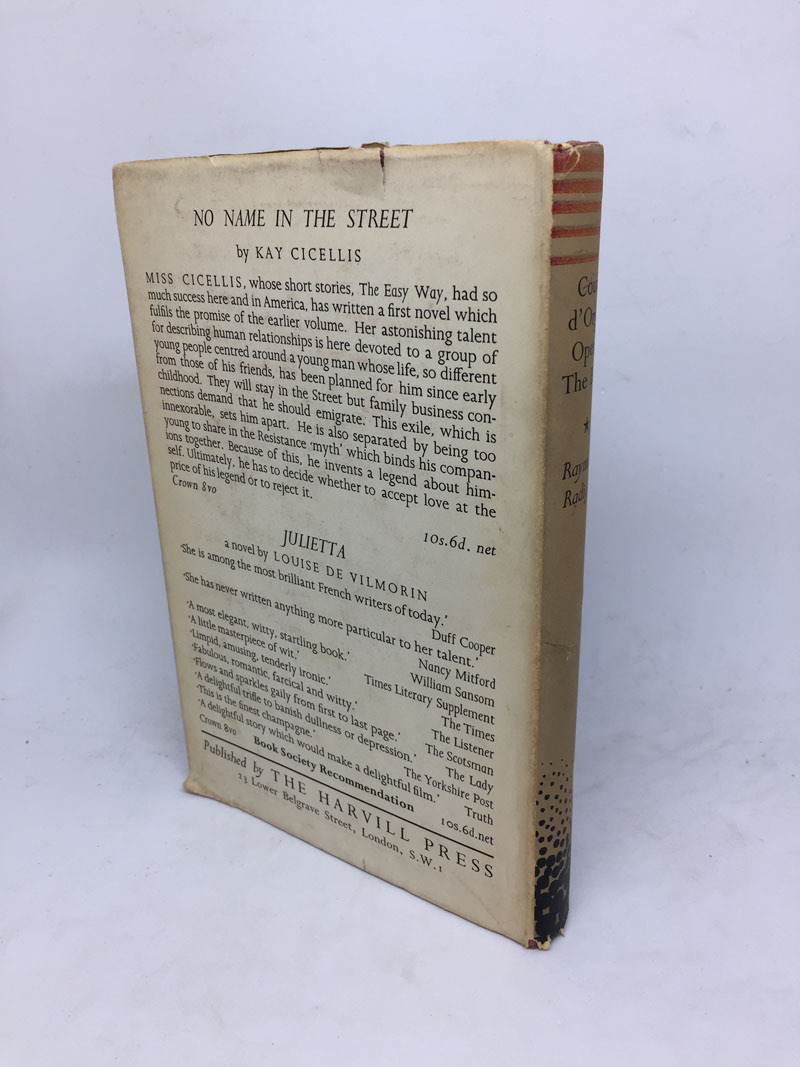 NO NAME IN THE STREET
by KAY CICELLIS
MISS CICELLIS, whose short stories, The Easy Way, had so
much success here and in America, has written a first novel which
fulfils the promise of the earlier volume. Her astonishing talent
for describing human relationships is here devoted to a group of
young people centred around a young man whose life, so different
from those of his friends, has been planned for him since early
childhood. They will stay in the Street but family business con-
nections demand that he should emigrate. This exile, which is
innexorable, sets him apart. He is also separated by being too
young to share in the Resistance 'myth' which binds his compan-
ions together. Because of this, he invents a legend about him-
self. Ultimately, he has to decide whether to accept love at the
price of his legend or to reject it.
Crown 8vo 10s.6d. net
JULIETTA
a novel by LOUISE DE VILMORIN
'She is among the most brilliant French writers of today.'
Duff Cooper
'She has never written anything more particular to her talent.'
Nancy Mitford
'A most elegant, witty, startling book.' William Sansom
'A little masterpiece of wit.' Times Literary Supplement
'Limpid, amusing, tenderly ironic.' The Times
'Fabulous, romantic, farcical and witty.' The Listener
'Flows and sparkles gaily from first to last page.' The Scotsman
'A delightful trifle to banish dullness or depression.' The Lady
'This is the finest champagne.' The Yorkshire Post
'A delightful story which would make a delightful film.' Truth
Crown 8vo Book Society Recommendation 10s.6d.net
Published by THE HARVILL PRESS
23 Lower Belgrave Street, London, S.W.1
d'O
The